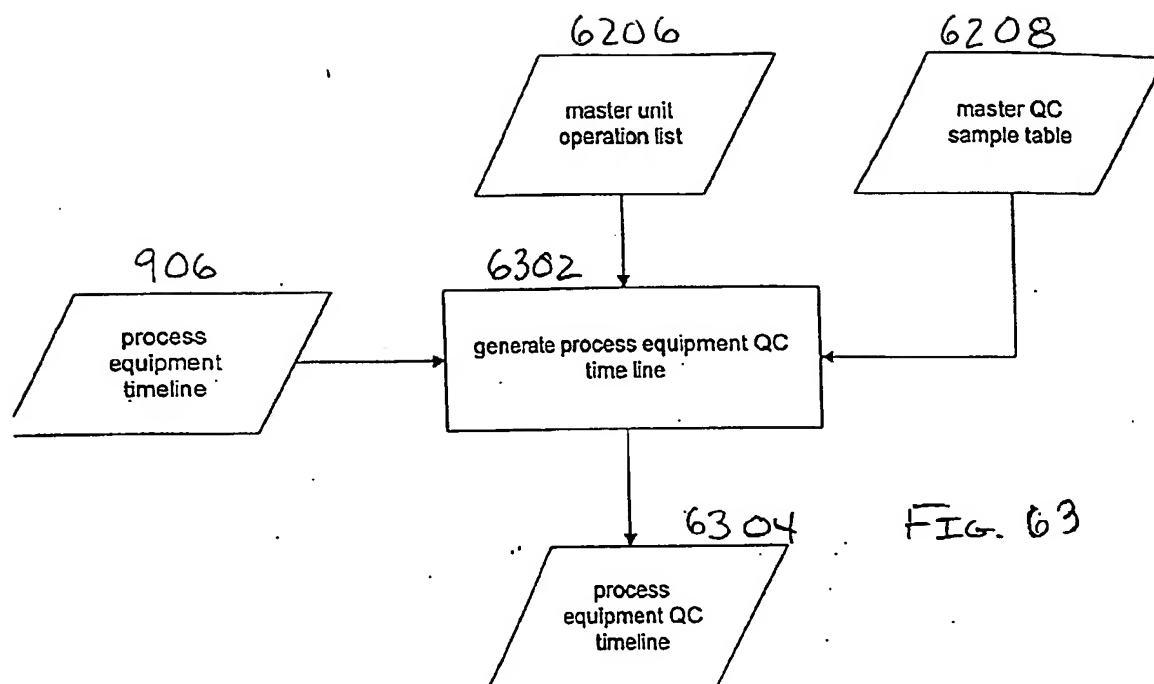 6206
master unit
operation list
6208
master QC
sample table
906
process
equipment
timeline
6302
generate process equipment QC
time line
6304
process
equipment QC
timeline
FIG. 63